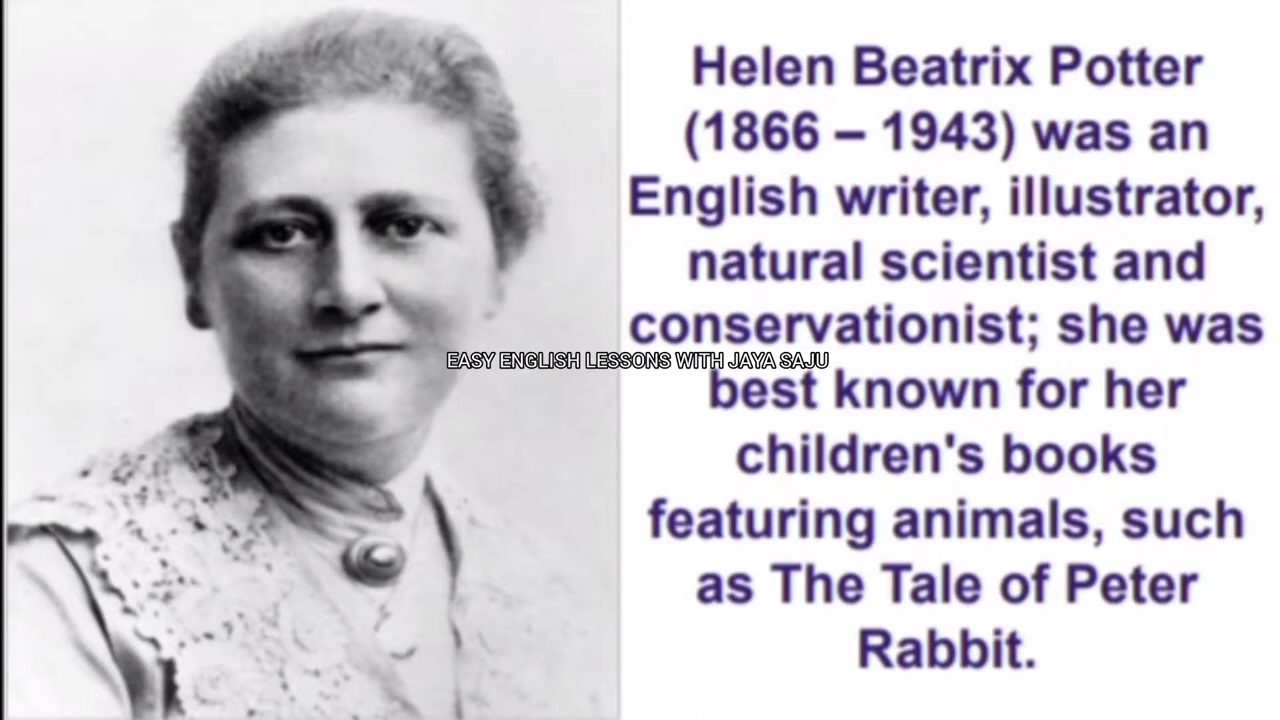 Helen Beatrix Potter
(1866 – 1943) was an
English writer, illustrator,
natural scientist and
conservationist; she was
EASY ENGLISH LESSONS WITH JAYA SAJU
best known for her
children's books
featuring animals, such
as The Tale of Peter
Rabbit.